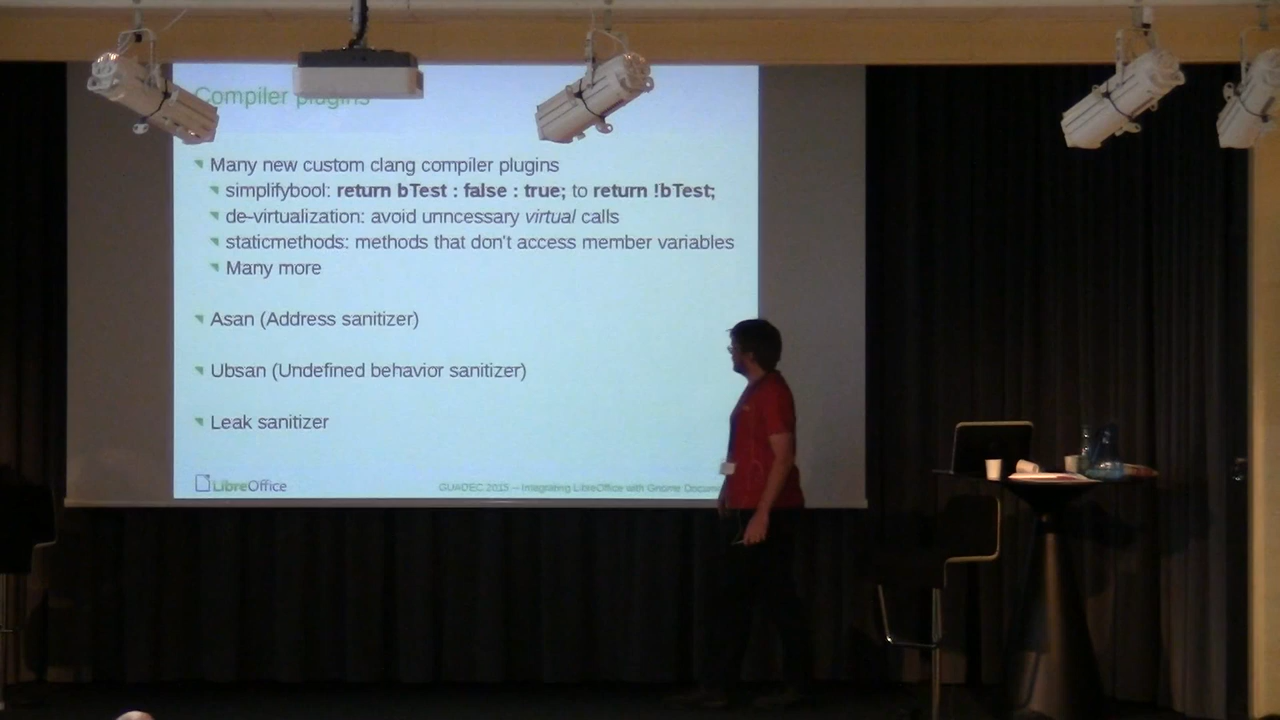 Compiler plugins
Many new custom clang compiler plugins
simplifybool: return bTest : false : true; to return !bTest;
de-virtualization: avoid unncessary virtual calls
staticmethods: methods that don't access member variables
Many more
Asan (Address sanitizer)
Ubsan (Undefined behavior sanitizer)
Leak sanitizer
LibreOffice
GUADEC 2015 – Integrating LibreOffice with Gnome Docum